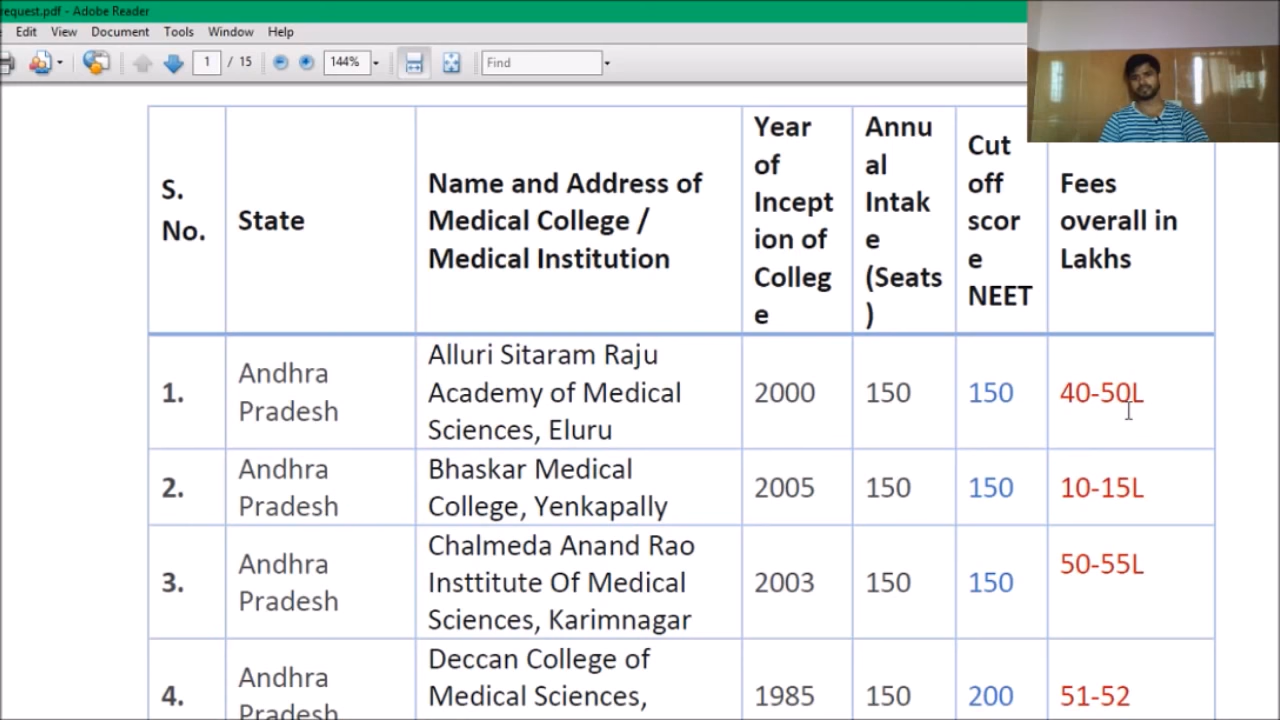 request.pdf - Adobe Reader
Edit View Document Tools Window Help
1 / 15 144% Find
S.
No.
State
Name and Address of
Medical College /
Medical Institution
Year
of
Incept
ion of
Colleg
e
Annu
al
Intak
e
(Seats
)
Cut
off
scor
e
NEET
Fees
overall in
Lakhs
1.
Andhra
Pradesh
Alluri Sitaram Raju
Academy of Medical
Sciences, Eluru
2000
150
150
40-50L
2.
Andhra
Pradesh
Bhaskar Medical
College, Yenkapally
2005
150
150
10-15L
3.
Andhra
Pradesh
Chalmeda Anand Rao
Insttitute Of Medical
Sciences, Karimnagar
2003
150
150
50-55L
4.
Andhra
Pradesh
Deccan College of
Medical Sciences,
1985
150
200
51-52